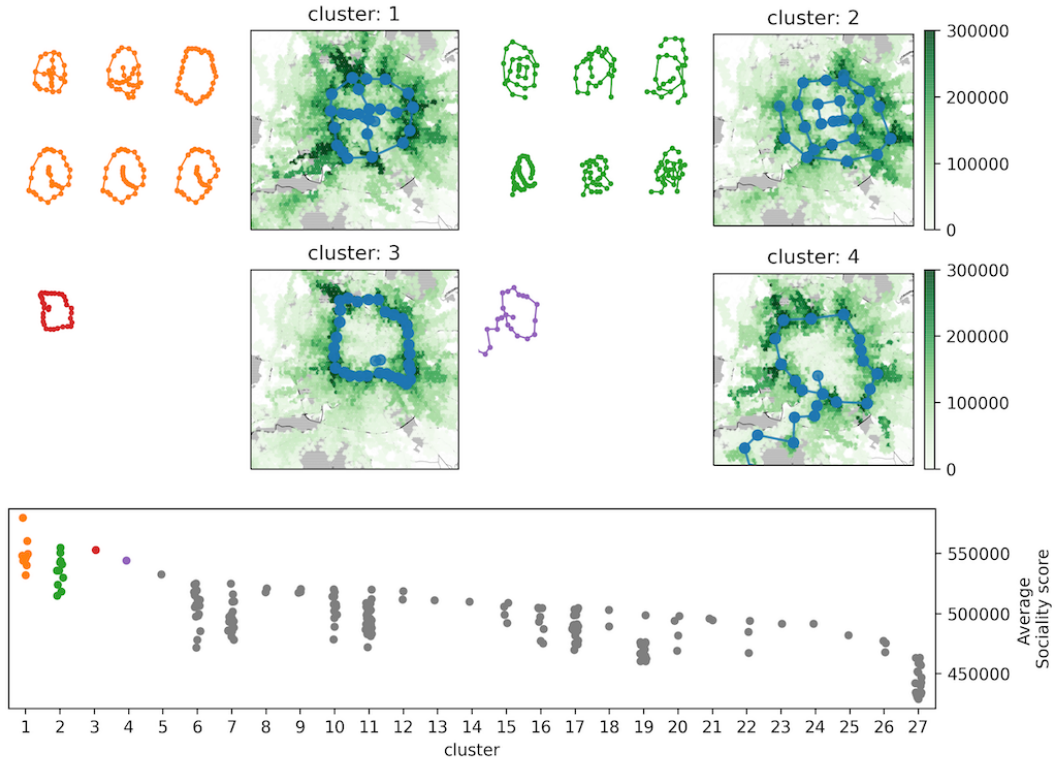 cluster: 1
cluster: 2
300000
200000
100000
0
cluster: 3
cluster: 4
300000
200000
100000
0
550000
500000
450000
Average
Sociality score
1 2 3 4 5 6 7 8 9 10 11 12 13 14 15 16 17 18 19 20 21 22 23 24 25 26 27
cluster